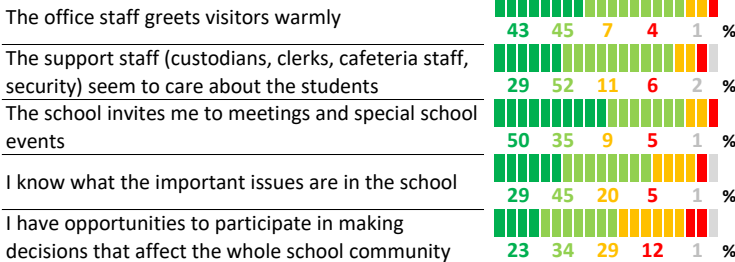 The office staff greets visitors warmly
43 45 7 4 1 %
The support staff (custodians, clerks, cafeteria staff,
security) seem to care about the students
29 52 11 6 2 %
The school invites me to meetings and special school
events
50 35 9 5 1 %
I know what the important issues are in the school
29 45 20 5 1 %
I have opportunities to participate in making
decisions that affect the whole school community
23 34 29 12 1 %